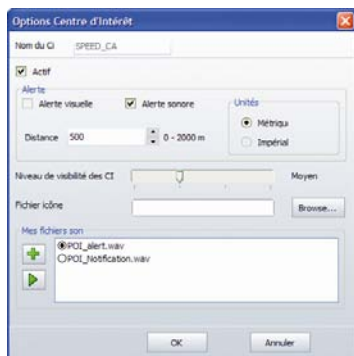 Options Centre d'Intérêt
Nom du CI SPEED_CA
Actif
Alerte
Alerte visuelle Alerte sonore
Unités
Métriqu
Distance 500 0 - 2000 m
Impérial
Niveau de visibilité des CI Moyen
Fichier icône Browse...
Mes fichiers son
POI_alert.wav
POI_Notification.wav
OK Annuler